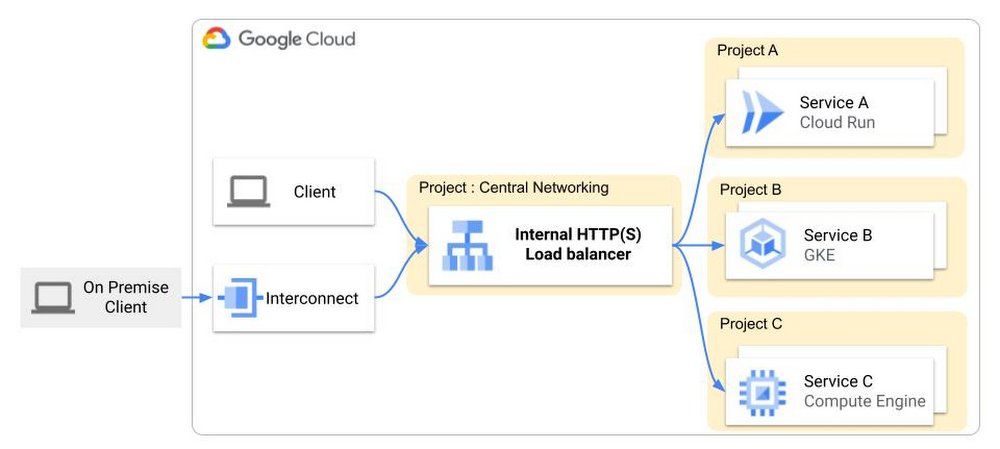 Google Cloud
Project A
Service A
Cloud Run
Client
Project : Central Networking
Internal HTTP(S)
Load balancer
Project B
Service B
GKE
On Premise
Client
Interconnect
Project C
Service C
Compute Engine